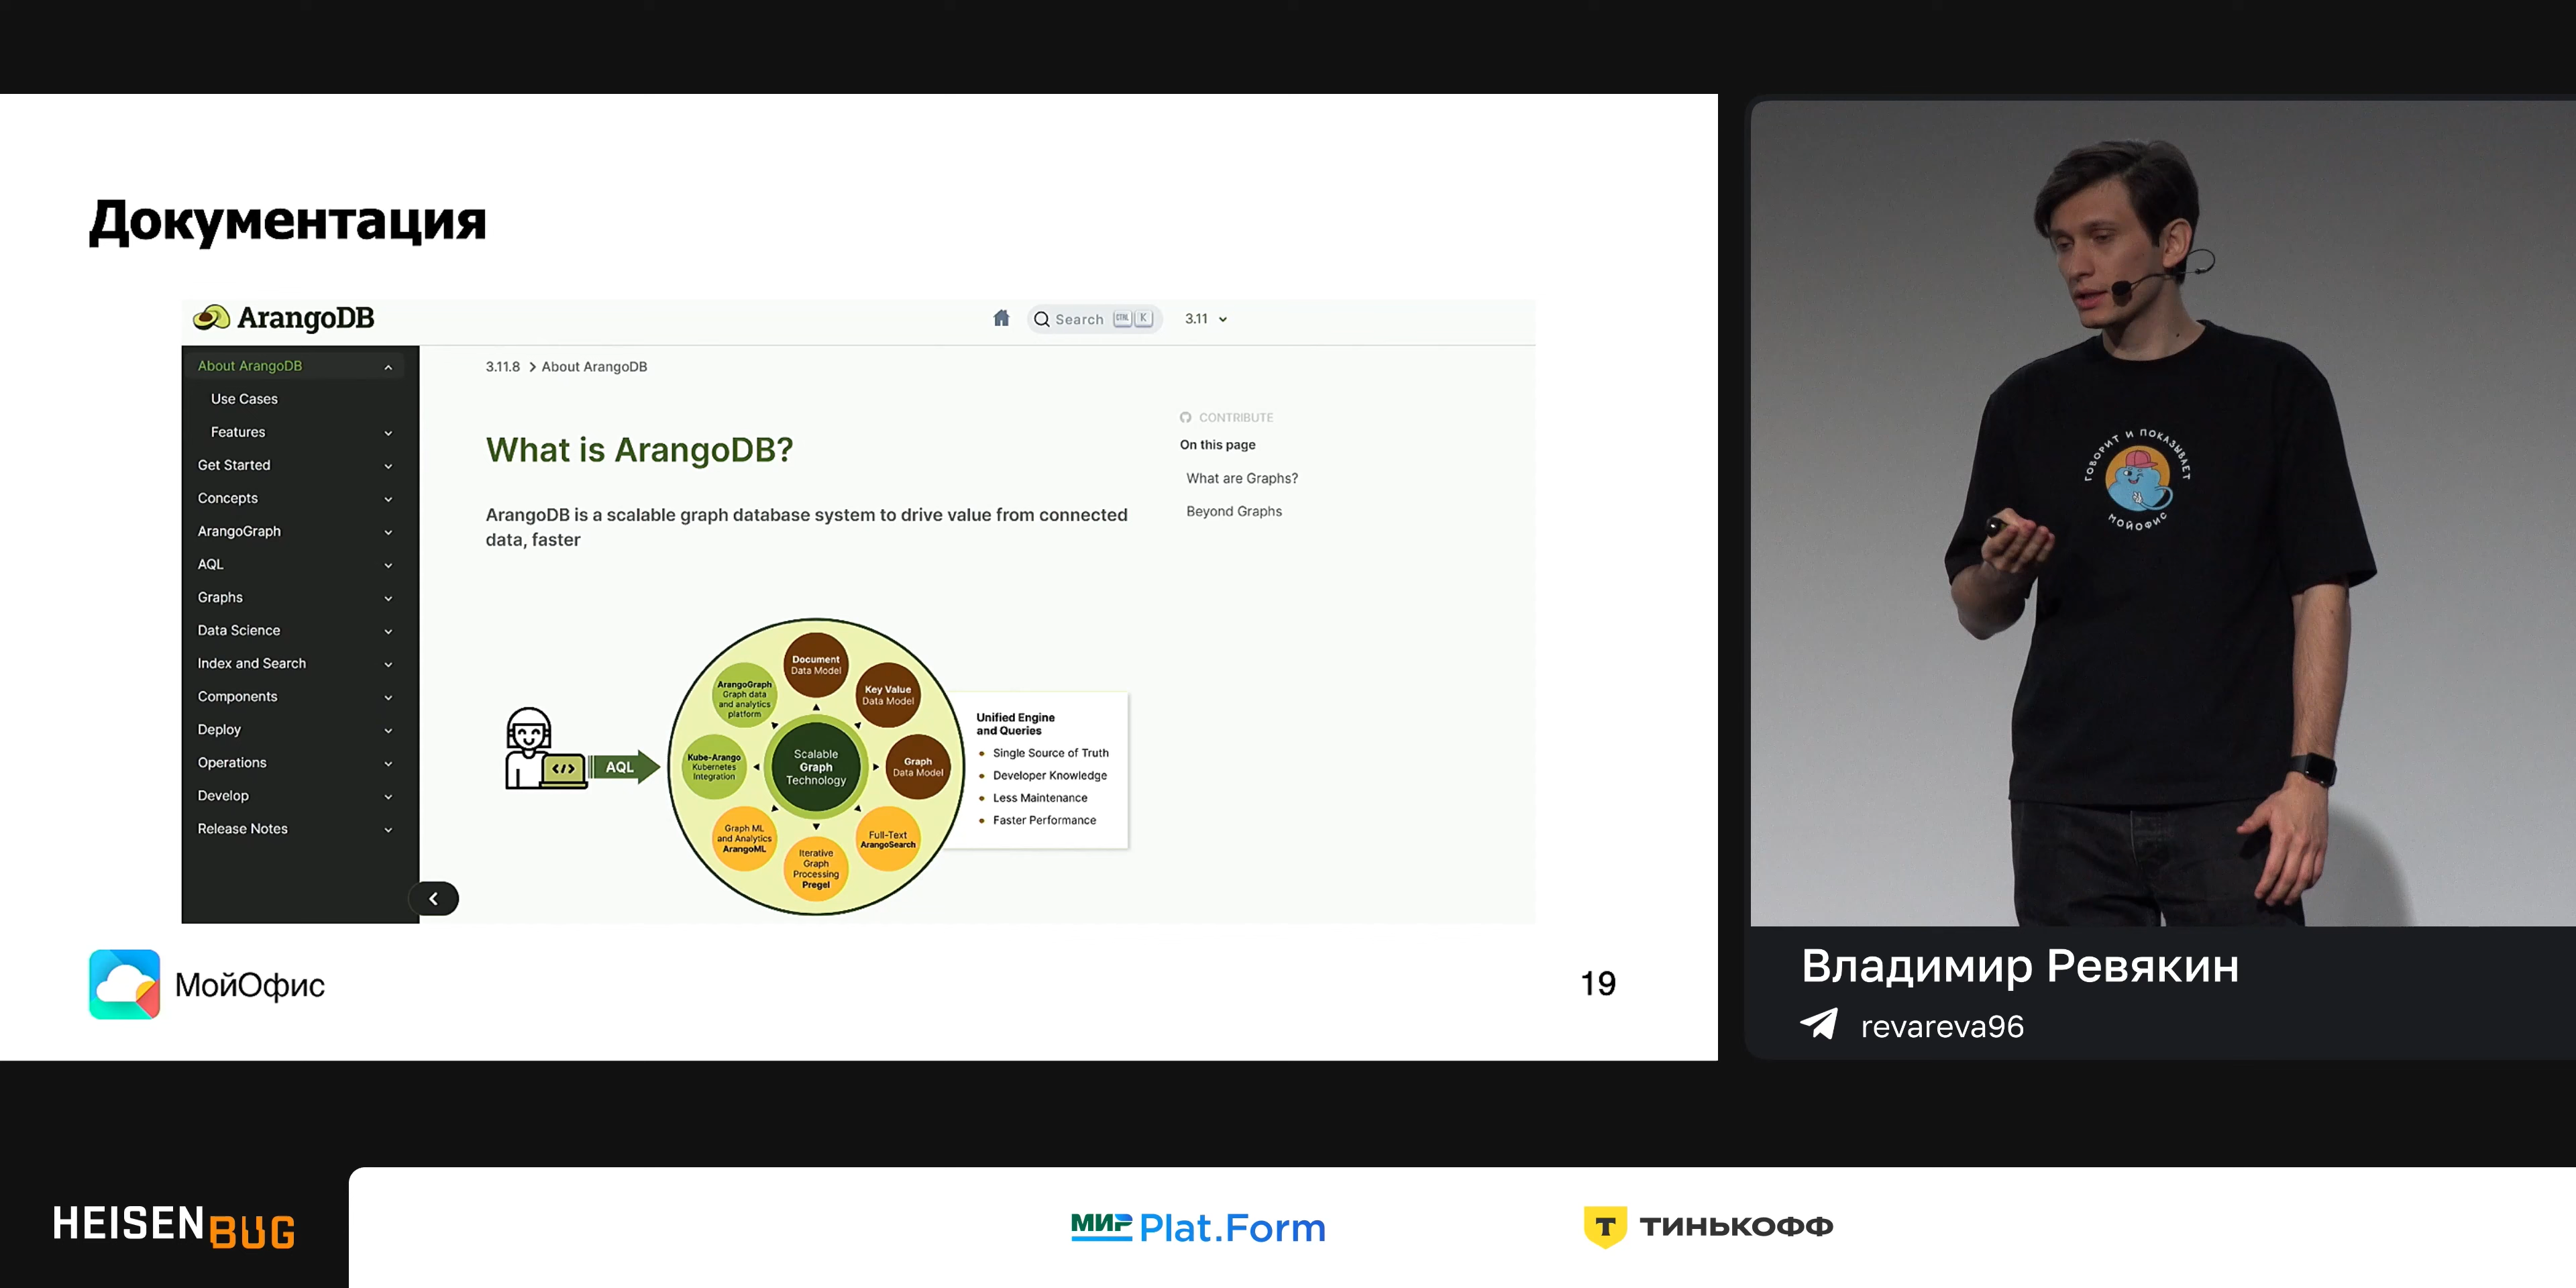 Документация
ArangoDB
Search CTRL K
3.11
About ArangoDB
Use Cases
Features
Get Started
Concepts
ArangoGraph
AQL
Graphs
Data Science
Index and Search
Components
Deploy
Operations
Develop
Release Notes
3.11.8 > About ArangoDB
What is ArangoDB?
ArangoDB is a scalable graph database system to drive value from connected
data, faster
CONTRIBUTE
On this page
What are Graphs?
Beyond Graphs
</>
AQL
Document
Data Model
Key Value
Data Model
Graph
Data Model
Full-Text
ArangoSearch
Iterative
Graph
Processing
Pregel
Graph ML
and Analytics
ArangoML
Kube-Arango
Kubernetes
Integration
ArangoGraph
Graph data
and analytics
platform
Scalable
Graph
Technology
Unified Engine
and Queries
• Single Source of Truth
• Developer Knowledge
• Less Maintenance
• Faster Performance
МойОфис
19
ГОВОРИТ И ПОКАЗЫВАЕТ
МОЙОФИС
Владимир Ревякин
revareva96
HEISENBUG
МИР Plat.Form
Т ТИНЬКОФФ